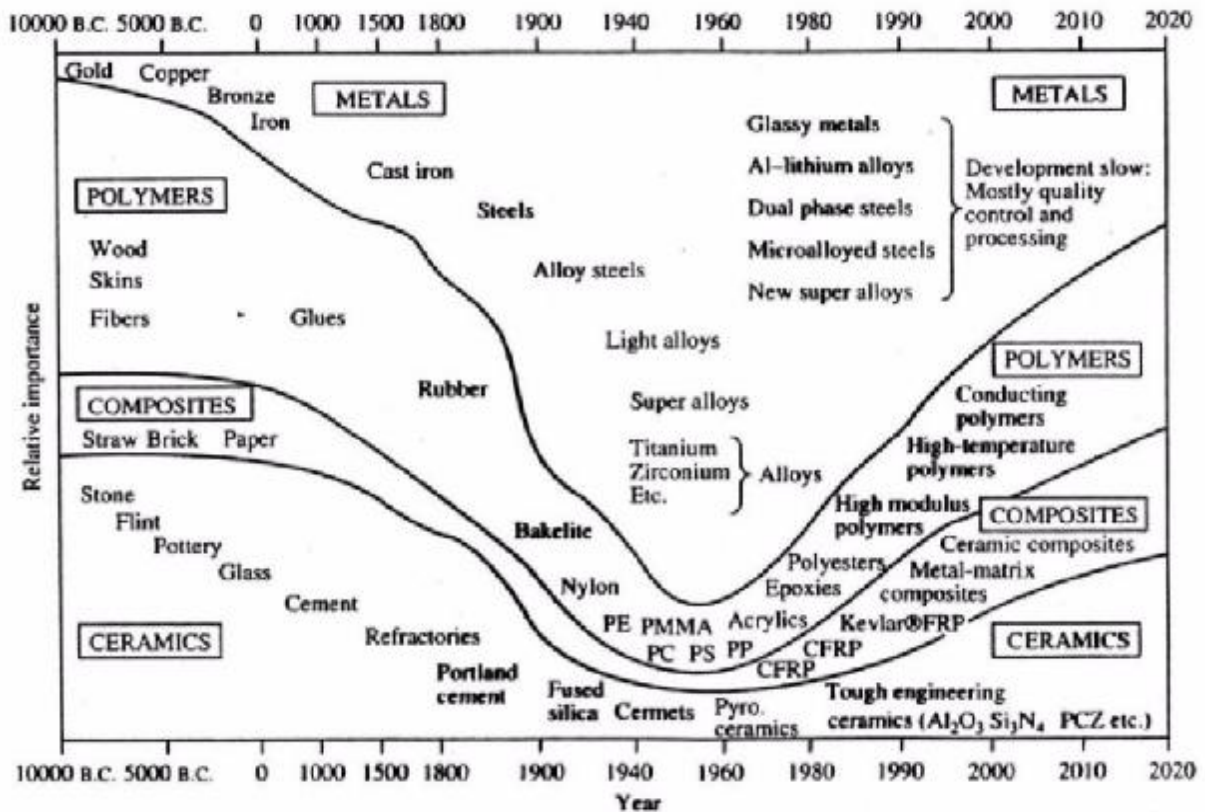 10000 B.C. 5000 B.C. 0 1000 1500 1800 1900 1940 1960 1980 1990 2000 2010 2020
Gold
Copper
Bronze
Iron
METALS
Cast iron
Steels
Alloy steels
Light alloys
Super alloys
Titanium
Zirconium
Etc.
Alloys
METALS
Glassy metals
Al–lithium alloys
Dual phase steels
Microalloyed steels
New super alloys
Development slow:
Mostly quality
control and
processing
POLYMERS
Wood
Skins
Fibers
Glues
Rubber
Bakelite
Nylon
PE
PMMA
Acrylics
PC
PS
PP
Epoxies
Polyesters
High modulus
polymers
High-temperature
polymers
Conducting
polymers
POLYMERS
COMPOSITES
Straw Brick Paper
CFRP
CFRP
Kevlar®FRP
Metal-matrix
composites
Ceramic composites
COMPOSITES
Stone
Flint
Pottery
Glass
Cement
Refractories
CERAMICS
Portland
cement
Fused
silica
Cermets
Pyro.
ceramics
Tough engineering
ceramics (Al₂O₃ Si₃N₄ PCZ etc.)
CERAMICS
Relative importance
10000 B.C. 5000 B.C. 0 1000 1500 1800 1900 1940 1960 1980 1990 2000 2010 2020
Year